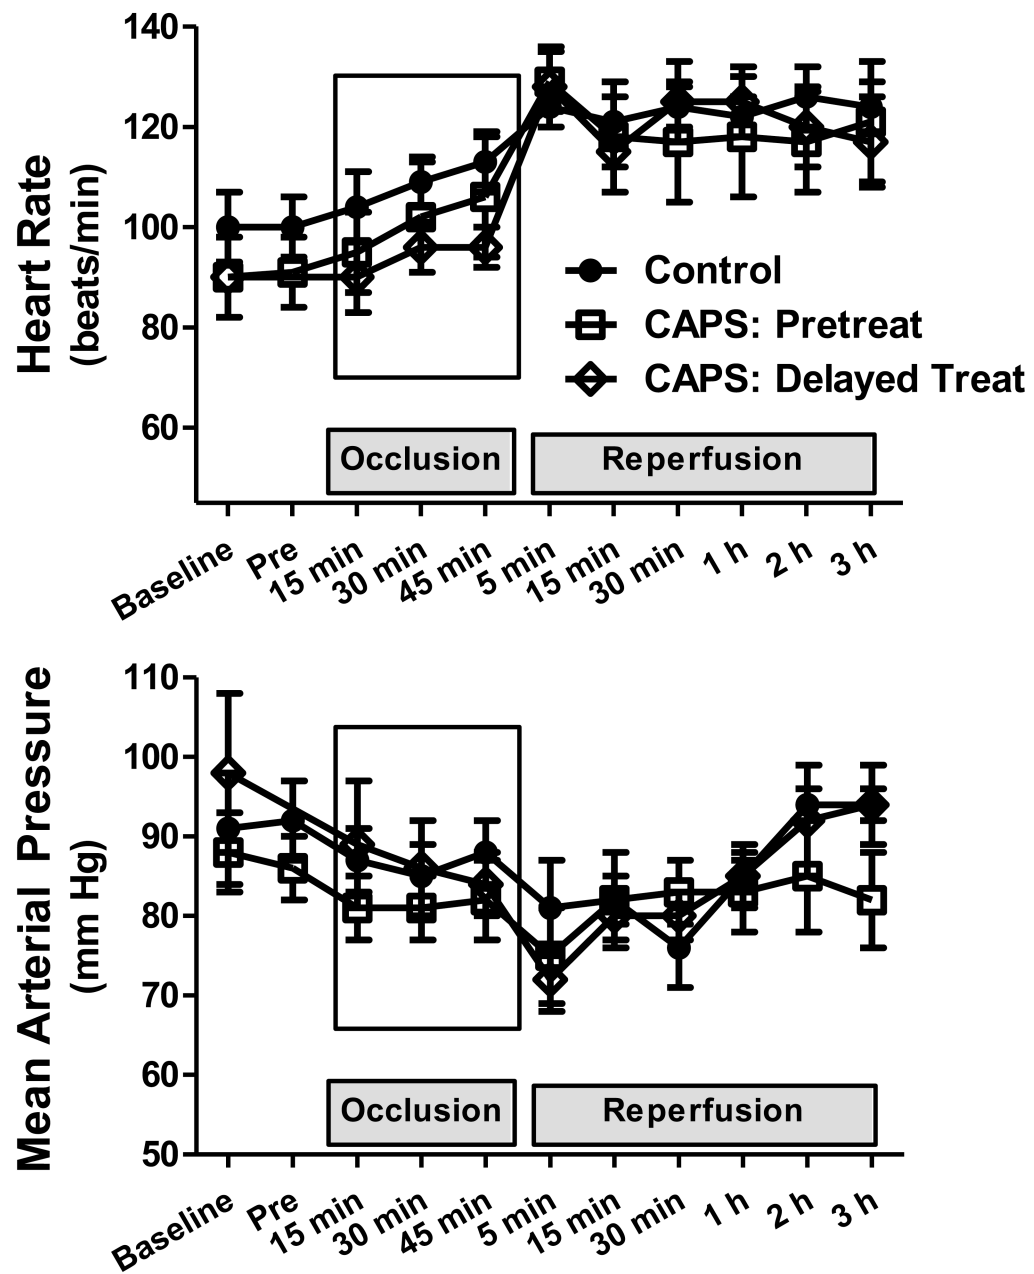 140
120
100
80
60
Heart Rate
(beats/min)
Control
CAPS: Pretreat
CAPS: Delayed Treat
Occlusion
Reperfusion
Baseline
Pre
15 min
30 min
45 min
5 min
15 min
30 min
1 h
2 h
3 h
110
100
90
80
70
60
50
Mean Arterial Pressure
(mm Hg)
Occlusion
Reperfusion
Baseline
Pre
15 min
30 min
45 min
5 min
15 min
30 min
1 h
2 h
3 h